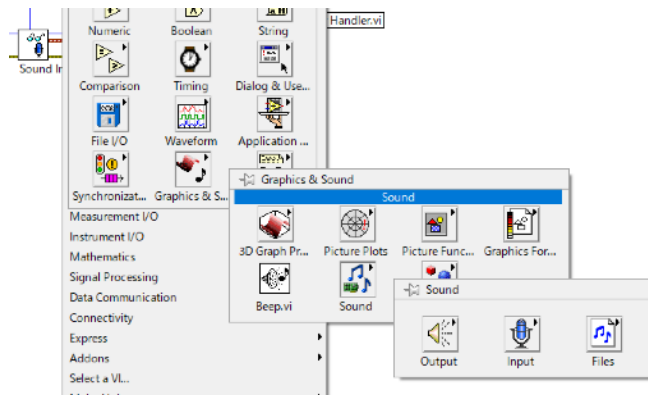 Numeric Boolean String
Handler.vi
Sound In
Comparison Timing Dialog & Use...
File I/O Waveform Application ...
Synchronizat... Graphics & S...
Graphics & Sound
Sound
Measurement I/O
Instrument I/O
Mathematics
Signal Processing
Data Communication
Connectivity
Express
Addons
Select a VI...
3D Graph Pr... Picture Plots Picture Func... Graphics For...
Beep.vi Sound
Sound
Output Input Files